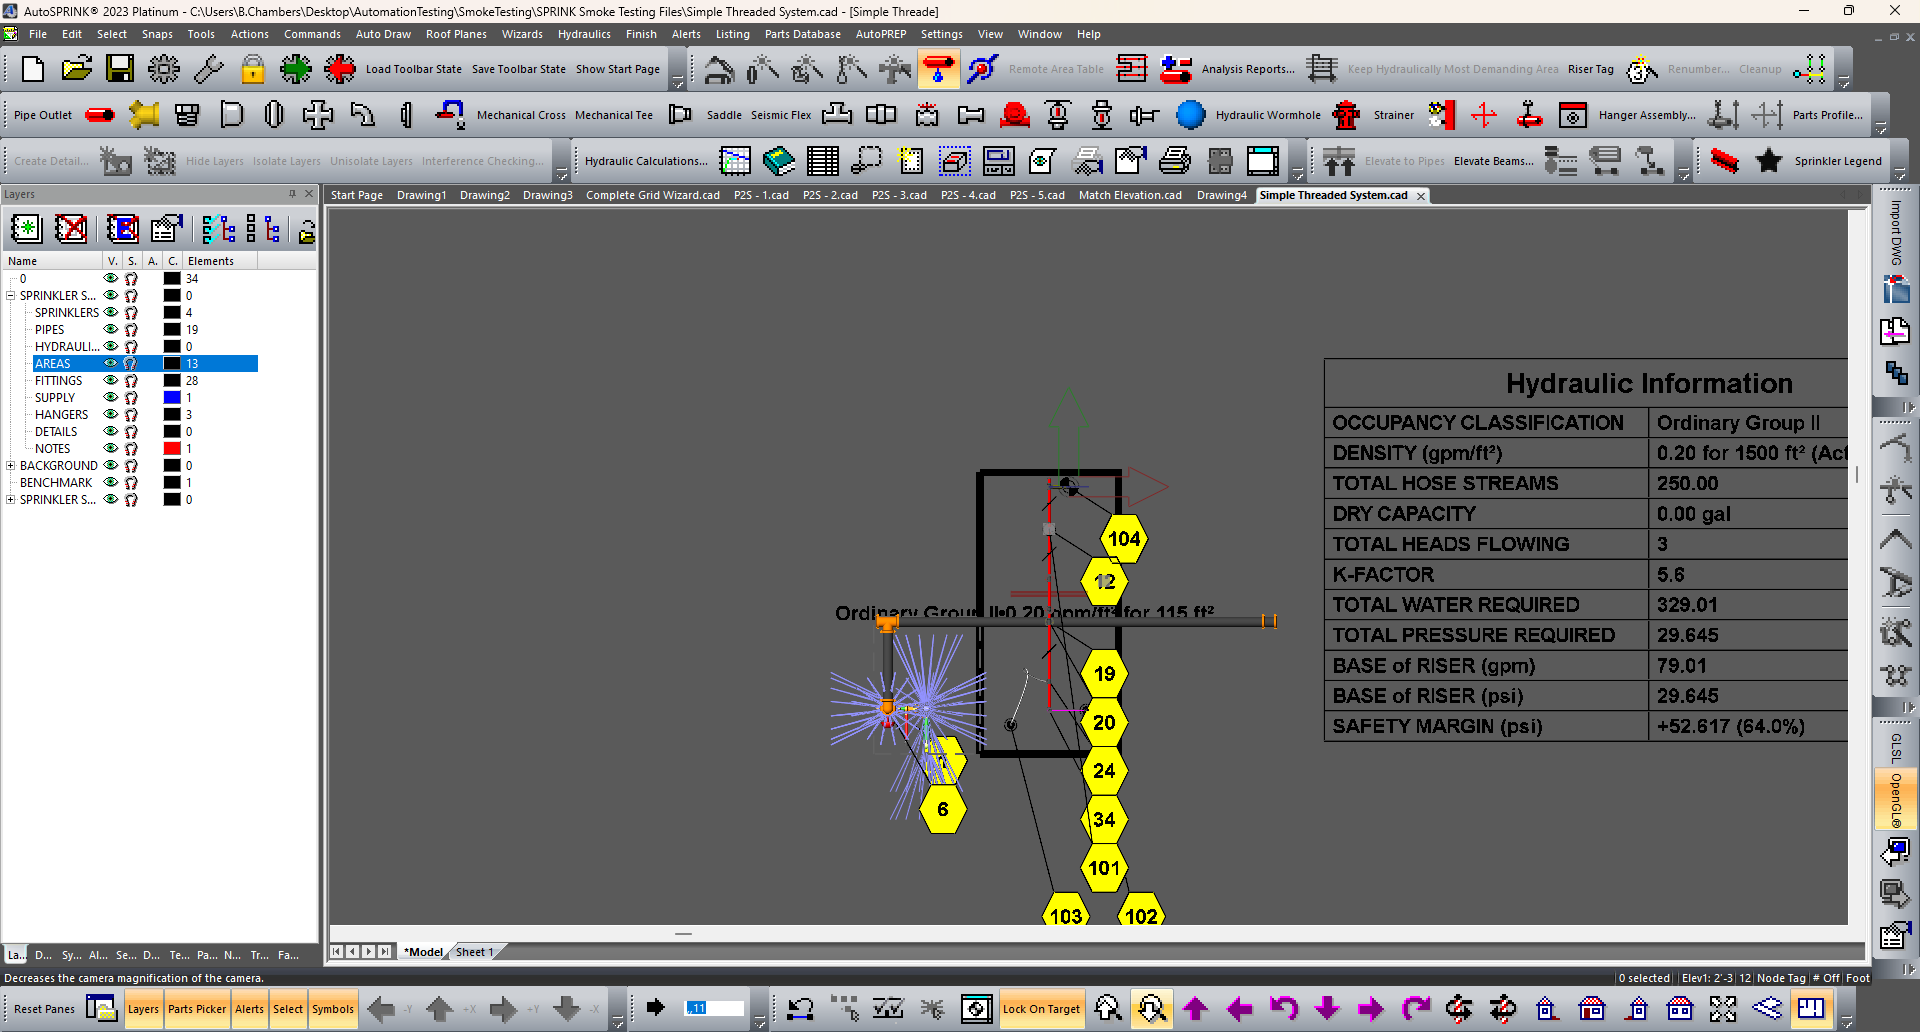 AutoSPRINK® 2023 Platinum - C:\Users\B.Chambers\Desktop\AutomationTesting\SmokeTesting\SPRINK Smoke Testing Files\Simple Threaded System.cad - [Simple Threade]
File Edit Select Snaps Tools Actions Commands Auto Draw Roof Planes Wizards Hydraulics Finish Alerts Listing Parts Database AutoPREP Settings View Window Help
Load Toolbar State Save Toolbar State Show Start Page Remote Area Table Analysis Reports... Keep Hydraulically Most Demanding Area Riser Tag Renumber... Cleanup
Pipe Outlet Mechanical Cross Mechanical Tee Saddle Seismic Flex Hydraulic Wormhole Strainer Hanger Assembly... Parts Profile...
Create Detail... Hide Layers Isolate Layers Unisolate Layers Interference Checking... Hydraulic Calculations... Elevate to Pipes Elevate Beams... Sprinkler Legend
Layers
Start Page Drawing1 Drawing2 Drawing3 Complete Grid Wizard.cad P2S - 1.cad P2S - 2.cad P2S - 3.cad P2S - 4.cad P2S - 5.cad Match Elevation.cad Drawing4 Simple Threaded System.cad
Name V. S. A. C. Elements
0 34
SPRINKLER S... 0
SPRINKLERS 4
PIPES 19
HYDRAULI... 0
AREAS 13
FITTINGS 28
SUPPLY 1
HANGERS 3
DETAILS 0
NOTES 1
BACKGROUND 0
BENCHMARK 1
SPRINKLER S... 0
Hydraulic Information
OCCUPANCY CLASSIFICATION Ordinary Group II
DENSITY (gpm/ft²) 0.20 for 1500 ft² (Act
TOTAL HOSE STREAMS 250.00
DRY CAPACITY 0.00 gal
TOTAL HEADS FLOWING 3
K-FACTOR 5.6
TOTAL WATER REQUIRED 329.01
TOTAL PRESSURE REQUIRED 29.645
BASE of RISER (gpm) 79.01
BASE of RISER (psi) 29.645
SAFETY MARGIN (psi) +52.617 (64.0%)
104
12
Ordinary Group II•0.20 gpm/ft² for 115 ft²
19
20
24
6
34
101
103 102
Import DWG
GLSL
OpenGL®
*Model Sheet 1
La... D... Sy... Al... Se... D... Te... Pa... N... Tr... Fa...
Decreases the camera magnification of the camera.
0 selected Elev1: 2'-3 12 Node Tag # Off Foot
Reset Panes Layers Parts Picker Alerts Select Symbols -Y +X +Y -X ,,11 Lock On Target